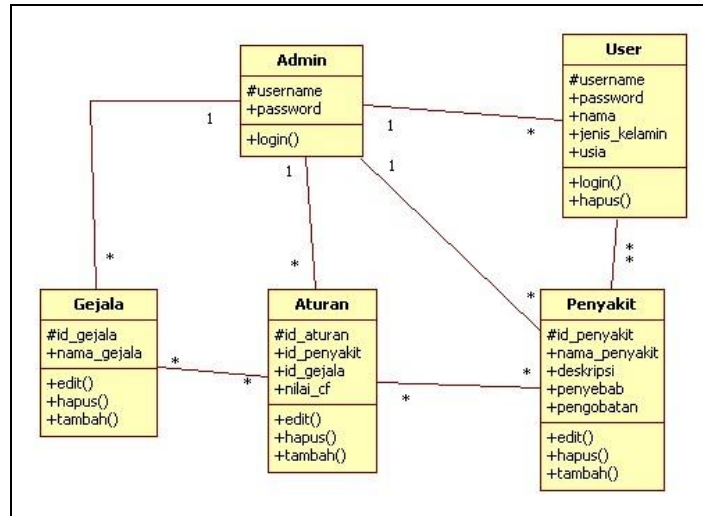 Admin
#username
+password
+login()
User
#username
+password
+nama
+jenis_kelamin
+usia
+login()
+hapus()
1
1
*
1
1
*
*
*
*
*
Gejala
#id_gejala
+nama_gejala
+edit()
+hapus()
+tambah()
*
*
Aturan
#id_aturan
+id_penyakit
+id_gejala
+nilai_cf
+edit()
+hapus()
+tambah()
*
*
Penyakit
#id_penyakit
+nama_penyakit
+deskripsi
+penyebab
+pengobatan
+edit()
+hapus()
+tambah()